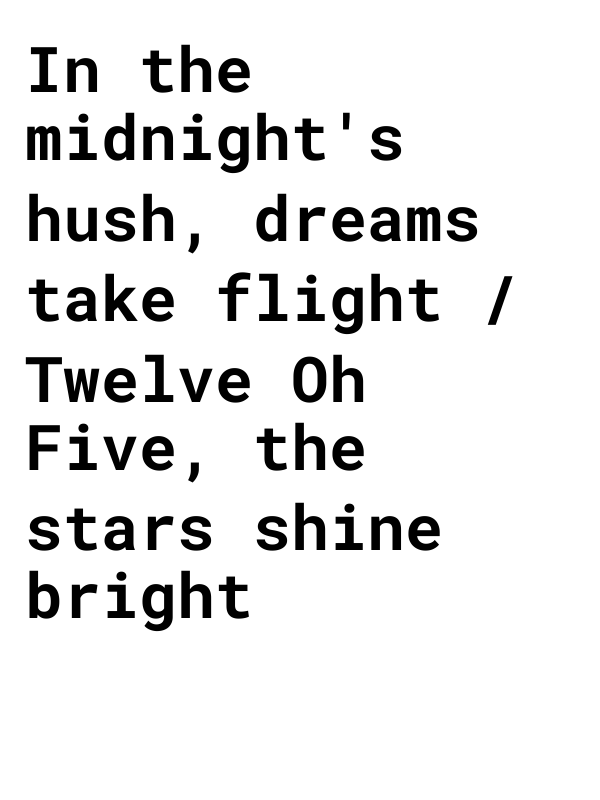 In the
midnight's
hush, dreams
take flight /
Twelve Oh
Five, the
stars shine
bright